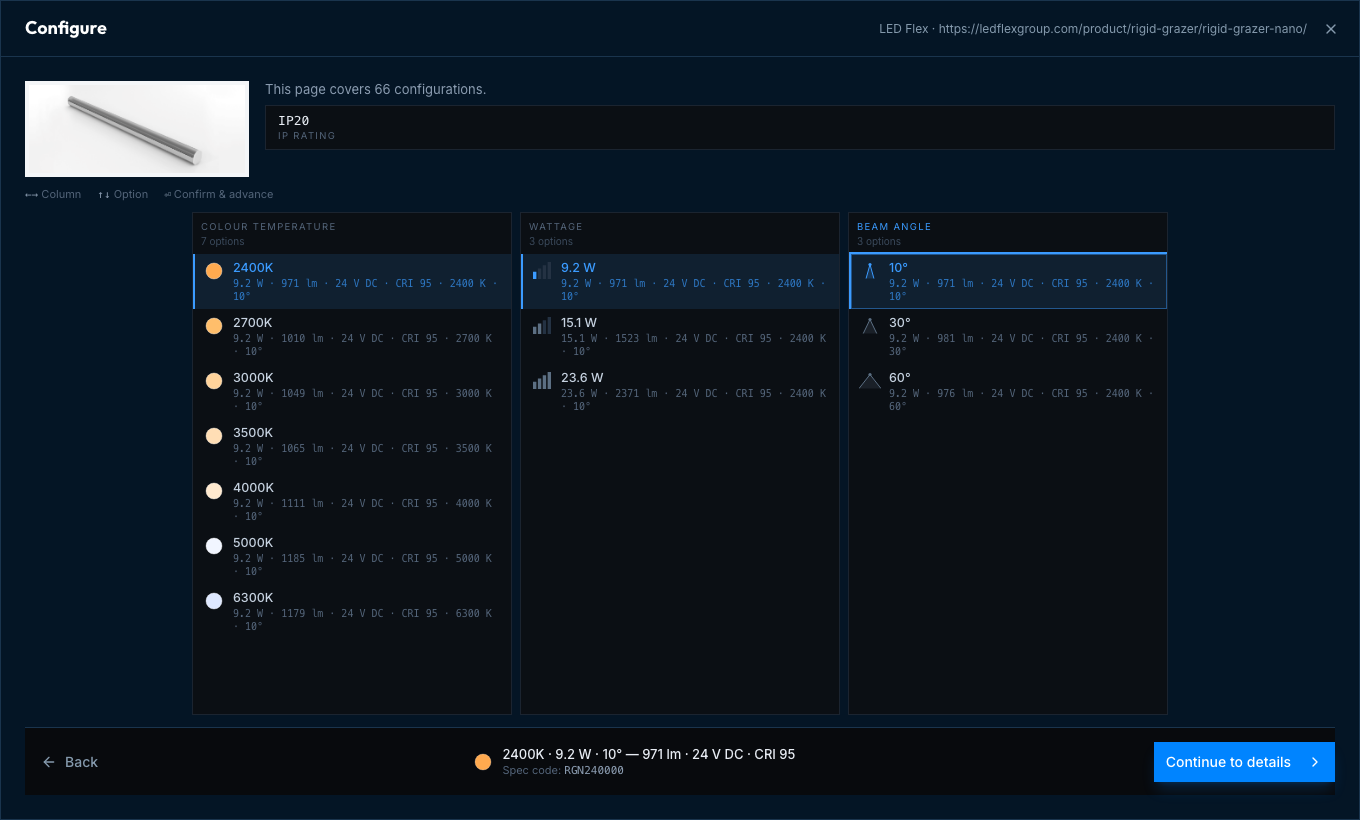 Configure
LED Flex · https://ledflexgroup.com/product/rigid-grazer/rigid-grazer-nano/
This page covers 66 configurations.
IP20
IP RATING
←→ Column ↑↓ Option ⏎ Confirm & advance
COLOUR TEMPERATURE
7 options
2400K
9.2 W · 971 lm · 24 V DC · CRI 95 · 2400 K ·
10°
2700K
9.2 W · 1010 lm · 24 V DC · CRI 95 · 2700 K
· 10°
3000K
9.2 W · 1049 lm · 24 V DC · CRI 95 · 3000 K
· 10°
3500K
9.2 W · 1065 lm · 24 V DC · CRI 95 · 3500 K
· 10°
4000K
9.2 W · 1111 lm · 24 V DC · CRI 95 · 4000 K
· 10°
5000K
9.2 W · 1185 lm · 24 V DC · CRI 95 · 5000 K
· 10°
6300K
9.2 W · 1179 lm · 24 V DC · CRI 95 · 6300 K
· 10°
WATTAGE
3 options
9.2 W
9.2 W · 971 lm · 24 V DC · CRI 95 · 2400 K ·
10°
15.1 W
15.1 W · 1523 lm · 24 V DC · CRI 95 · 2400 K
· 10°
23.6 W
23.6 W · 2371 lm · 24 V DC · CRI 95 · 2400 K
· 10°
BEAM ANGLE
3 options
10°
9.2 W · 971 lm · 24 V DC · CRI 95 · 2400 K ·
10°
30°
9.2 W · 981 lm · 24 V DC · CRI 95 · 2400 K ·
30°
60°
9.2 W · 976 lm · 24 V DC · CRI 95 · 2400 K ·
60°
← Back
2400K · 9.2 W · 10° — 971 lm · 24 V DC · CRI 95
Spec code: RGN240000
Continue to details